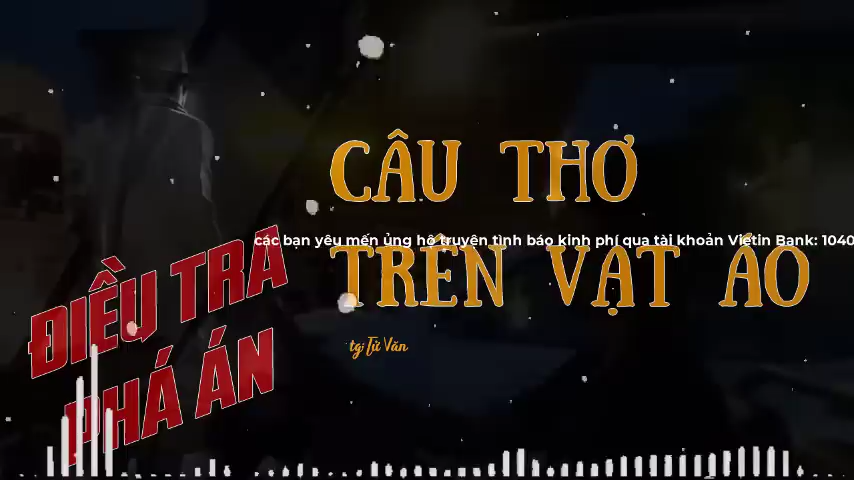 CÂU THƠ
các bạn yêu mến ủng hộ truyện tình báo kinh phí qua tài khoản Vietin Bank: 1040
TRÊN VẠT ÁO
ĐIỀU TRA
PHÁ ÁN
tg: Từ Văn